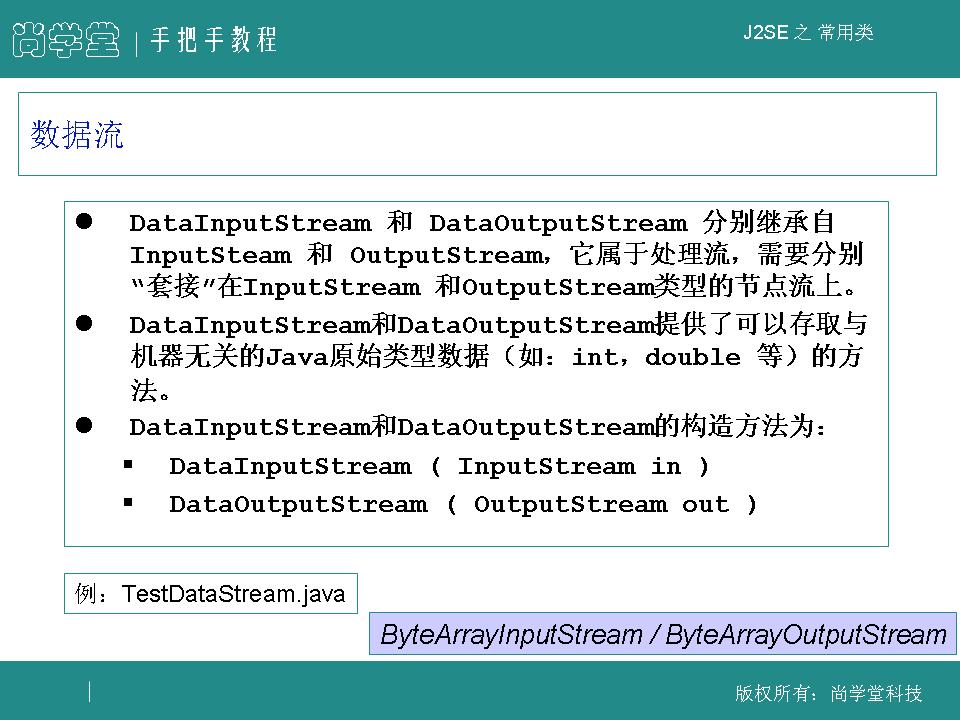 尚学堂 | 手把手教程
J2SE 之 常用类
数据流
● DataInputStream 和 DataOutputStream 分别继承自
InputSteam 和 OutputStream，它属于处理流，需要分别
“套接”在InputStream 和OutputStream类型的节点流上。
● DataInputStream和DataOutputStream提供了可以存取与
机器无关的Java原始类型数据（如：int，double 等）的方
法。
● DataInputStream和DataOutputStream的构造方法为：
▪ DataInputStream ( InputStream in )
▪ DataOutputStream ( OutputStream out )
例：TestDataStream.java
ByteArrayInputStream / ByteArrayOutputStream
版权所有：尚学堂科技